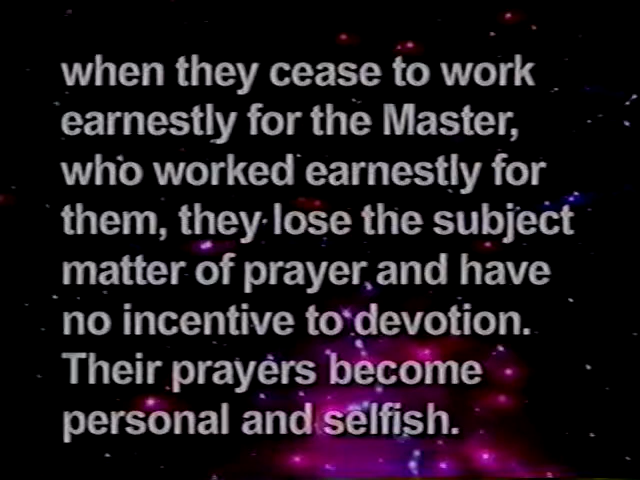 when they cease to work
earnestly for the Master,
who worked earnestly for
them, they lose the subject
matter of prayer and have
no incentive to devotion.
Their prayers become
personal and selfish.